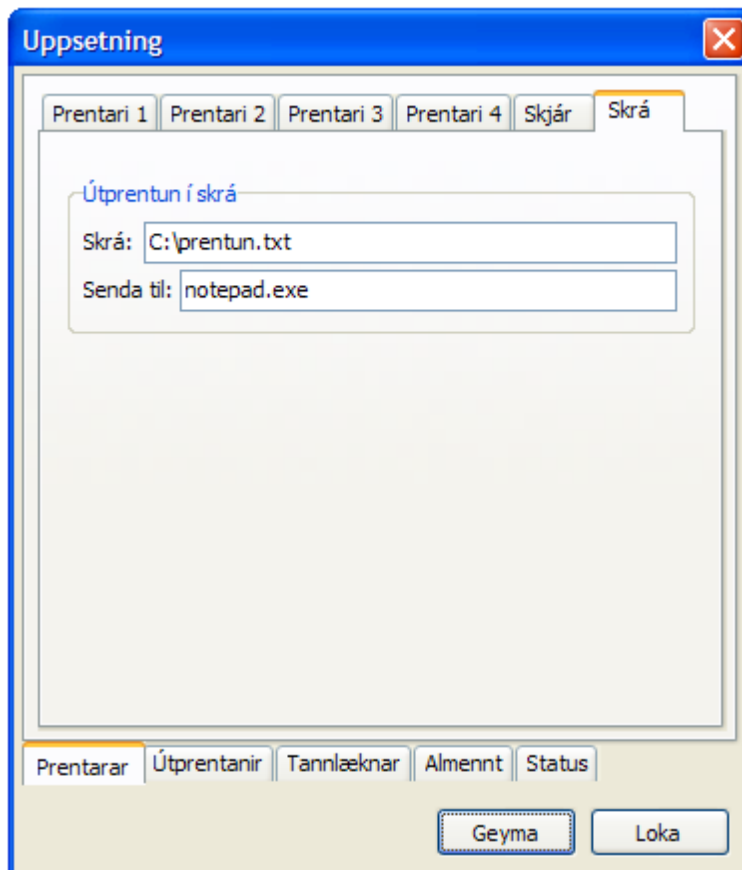 Uppsetning
Prentari 1 Prentari 2 Prentari 3 Prentari 4 Skjár Skrá
Útprentun í skrá
Skrá: C:\prentun.txt
Senda til: notepad.exe
Prentarar Útprentanir Tannlæknar Almennt Status
Geyma Loka